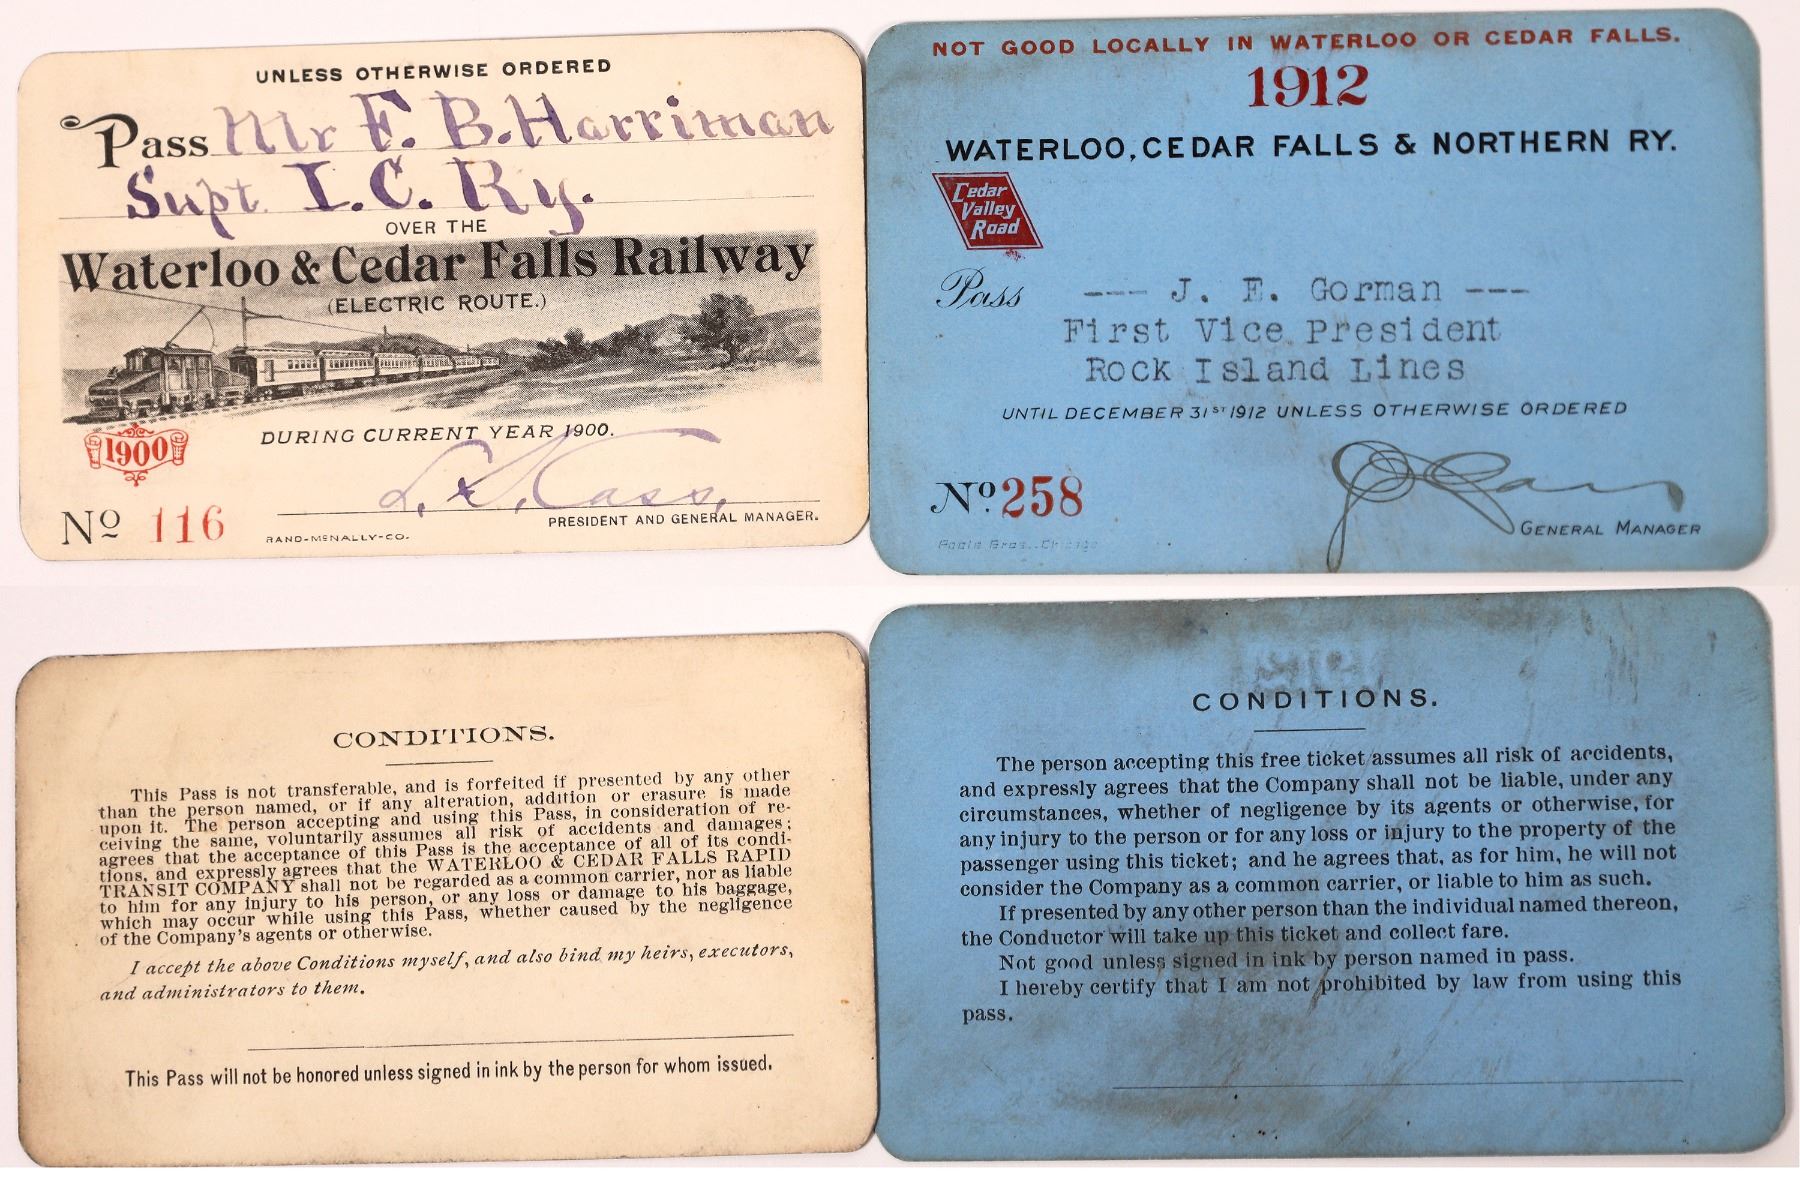 UNLESS OTHERWISE ORDERED
Pass Mr F. B. Harriman
Supt. I. C. Ry.
OVER THE
Waterloo & Cedar Falls Railway
(ELECTRIC ROUTE.)
1900
DURING CURRENT YEAR 1900.
L. S. Cass,
PRESIDENT AND GENERAL MANAGER.
No 116
RAND-McNALLY-CO.
NOT GOOD LOCALLY IN WATERLOO OR CEDAR FALLS.
1912
WATERLOO, CEDAR FALLS & NORTHERN RY.
Cedar
Valley
Road
Pass --- J. E. Gorman ---
First Vice President
Rock Island Lines
UNTIL DECEMBER 31ST 1912 UNLESS OTHERWISE ORDERED
No. 258
GENERAL MANAGER
Poole Bros. Chicago
CONDITIONS.
This Pass is not transferable, and is forfeited if presented by any other
than the person named, or if any alteration, addition or erasure is made
upon it. The person accepting and using this Pass, in consideration of re-
ceiving the same, voluntarily assumes all risk of accidents and damages;
agrees that the acceptance of this Pass is the acceptance of all of its condi-
tions, and expressly agrees that the WATERLOO & CEDAR FALLS RAPID
TRANSIT COMPANY shall not be regarded as a common carrier, nor as liable
to him for any injury to his person, or any loss or damage to his baggage,
which may occur while using this Pass, whether caused by the negligence
of the Company's agents or otherwise.
I accept the above Conditions myself, and also bind my heirs, executors,
and administrators to them.
This Pass will not be honored unless signed in ink by the person for whom issued.
CONDITIONS.
The person accepting this free ticket assumes all risk of accidents,
and expressly agrees that the Company shall not be liable, under any
circumstances, whether of negligence by its agents or otherwise, for
any injury to the person or for any loss or injury to the property of the
passenger using this ticket; and he agrees that, as for him, he will not
consider the Company as a common carrier, or liable to him as such.
If presented by any other person than the individual named thereon,
the Conductor will take up this ticket and collect fare.
Not good unless signed in ink by person named in pass.
I hereby certify that I am not prohibited by law from using this
pass.